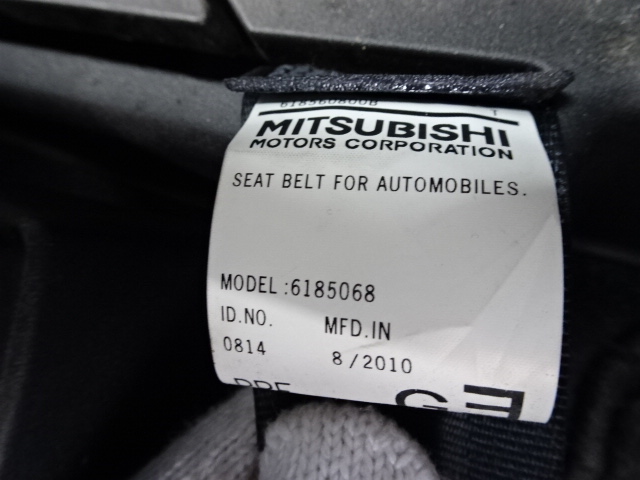 MITSUBISHI
MOTORS CORPORATION
SEAT BELT FOR AUTOMOBILES.
MODEL :6185068
ID.NO. MFD.IN
0814 8/2010